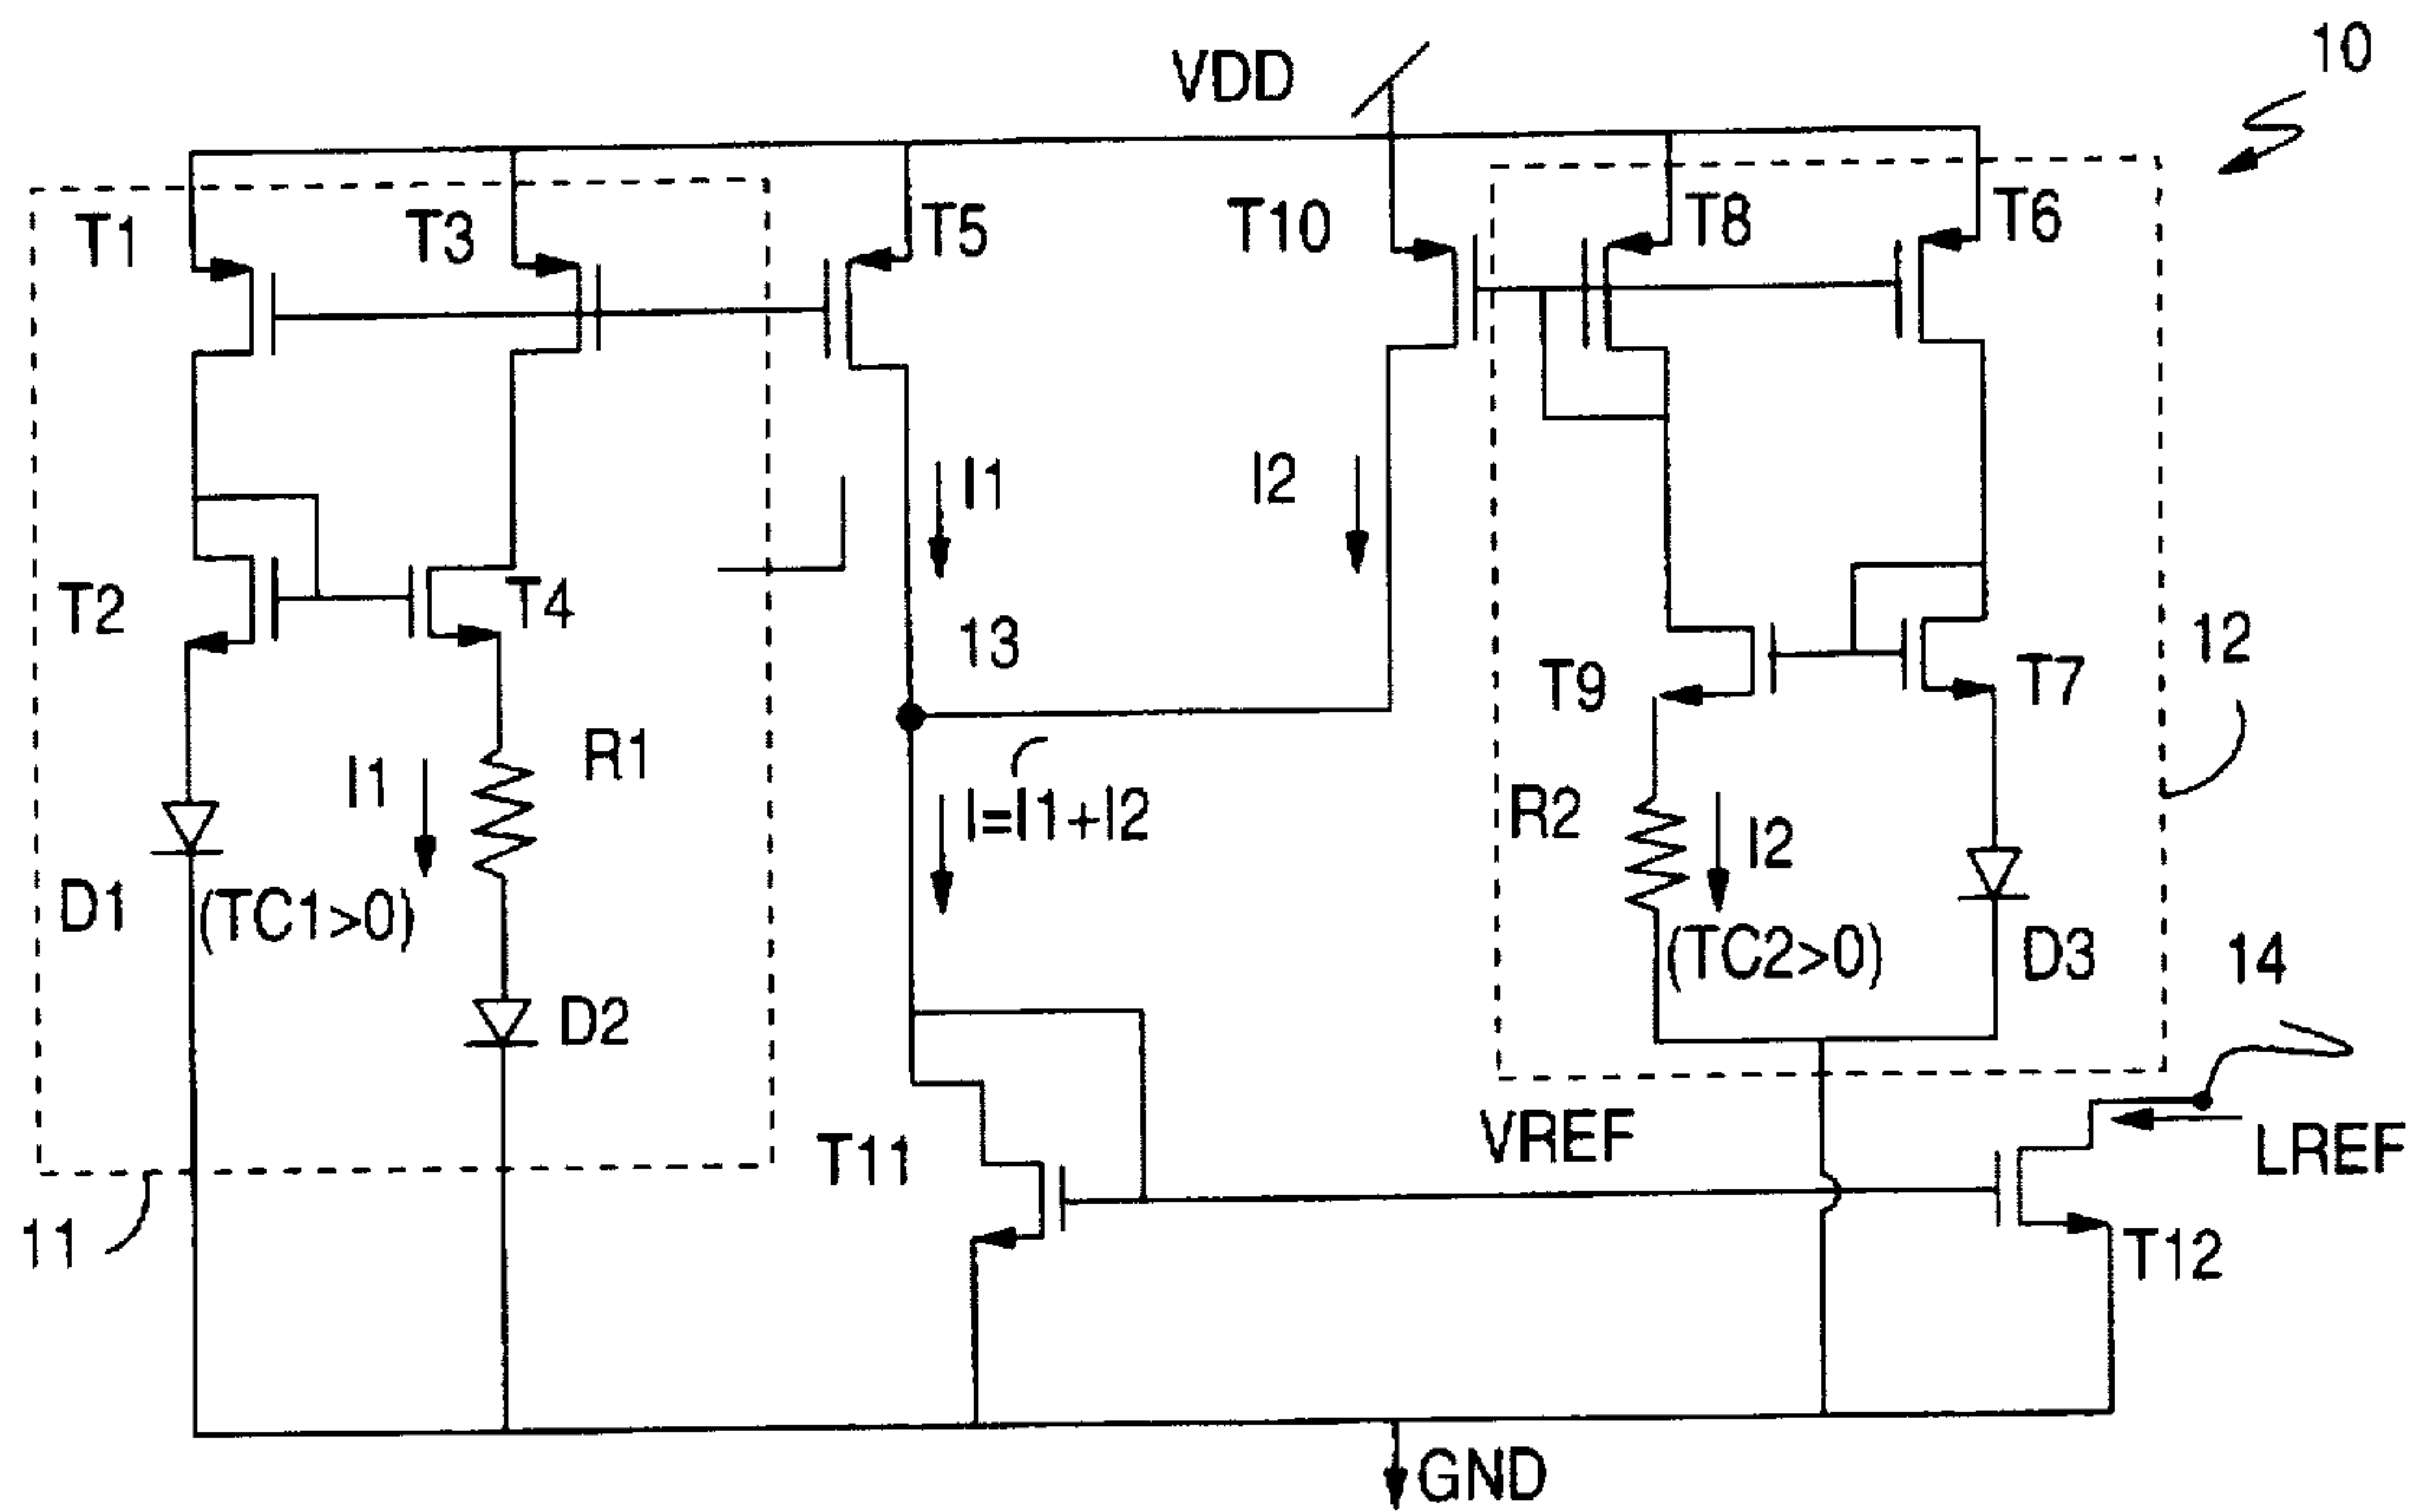 10
VDD
T1
T3
T5
T10
T8
T6
I1
I2
T2
T4
13
T9
T7
12
R1
I1
I=I1+I2
R2
I2
D1
(TC1>0)
(TC2>0)
D3
14
D2
VREF
T11
LREF
11
T12
GND